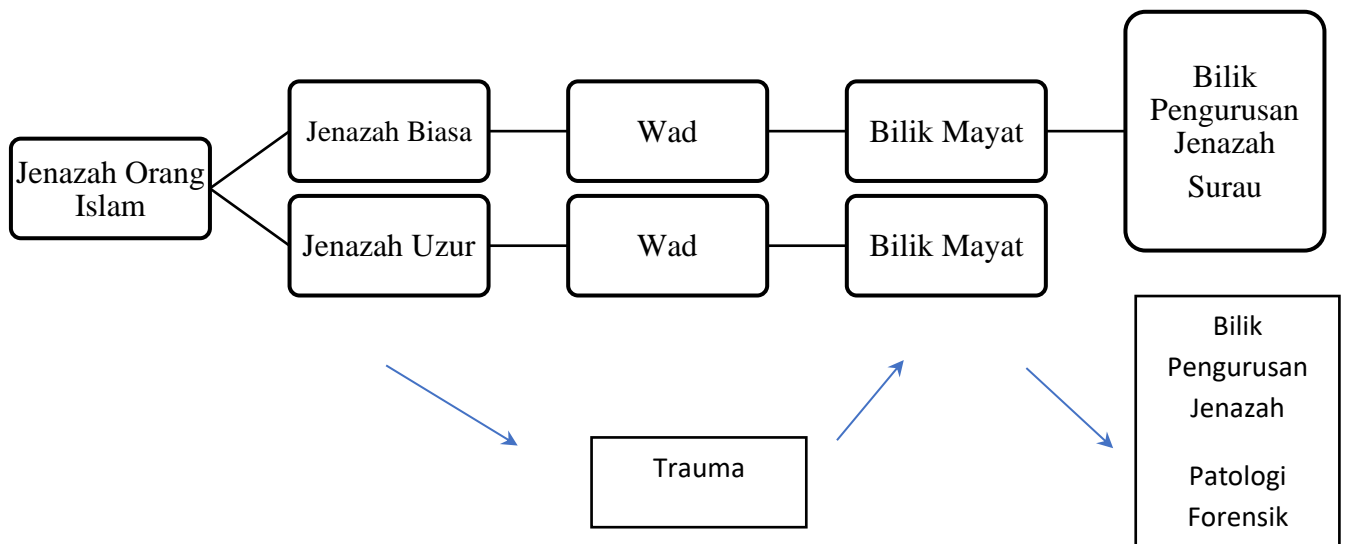 Jenazah Orang
Islam
Jenazah Biasa
Wad
Bilik Mayat
Bilik
Pengurusan
Jenazah
Surau
Jenazah Uzur
Wad
Bilik Mayat
Trauma
Bilik
Pengurusan
Jenazah
Patologi
Forensik